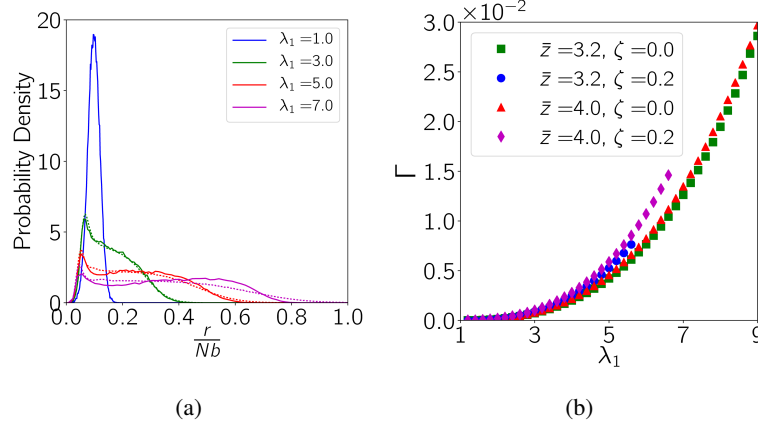 20
15
10
5
0
Probability Density
0.0 0.2 0.4 0.6 0.8 1.0
r
Nb
λ₁ =1.0
λ₁ =3.0
λ₁ =5.0
λ₁ =7.0
(a)
×10⁻²
3.0
2.5
2.0
1.5
1.0
0.5
0.0
Γ
1 3 5 7 9
λ₁
z̄ =3.2, ζ =0.0
z̄ =3.2, ζ =0.2
z̄ =4.0, ζ =0.0
z̄ =4.0, ζ =0.2
(b)